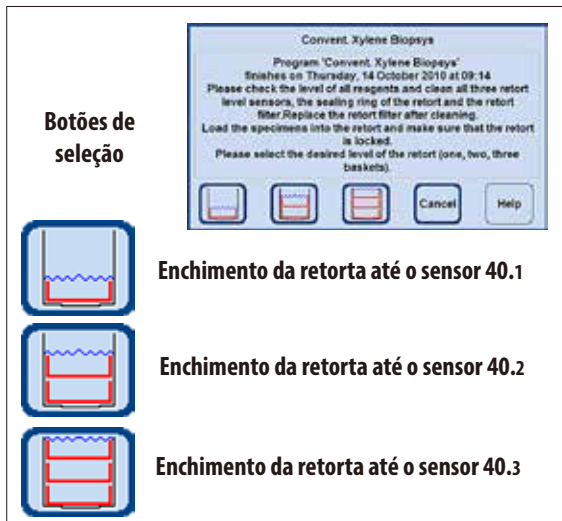 Convent. Xylene Biopsys
Program 'Convent. Xylene Biopsys'
finishes on Thursday, 14 October 2010 at 09:14
Please check the level of all reagents and clean all three retort
level sensors, the sealing ring of the retort and the retort
filter.Replace the retort filter after cleaning.
Load the specimens into the retort and make sure that the retort
is locked.
Please select the desired level of the retort (one, two, three
baskets).
Cancel
Help
Botões de
seleção
Enchimento da retorta até o sensor 40.1
Enchimento da retorta até o sensor 40.2
Enchimento da retorta até o sensor 40.3